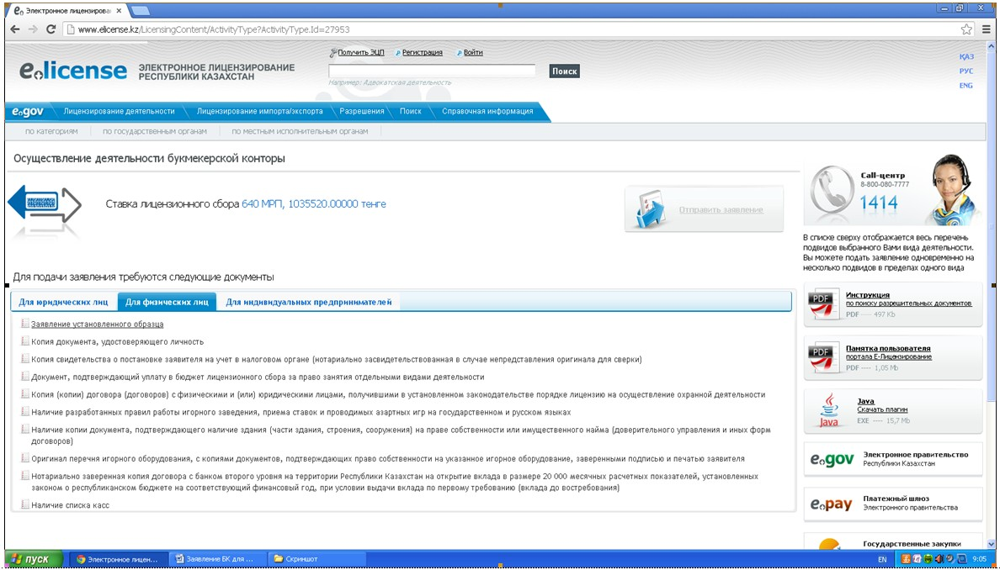 Электронное лицензирова
www.elicense.kz/LicensingContent/ActivityType?ActivityType.Id=27953
Получить ЭЦП Регистрация Войти
ҚАЗ
РУС
ENG
e.license ЭЛЕКТРОННОЕ ЛИЦЕНЗИРОВАНИЕ
РЕСПУБЛИКИ КАЗАХСТАН
Поиск
Например: Адвокатская деятельность
e.gov Лицензирование деятельности Лицензирование импорта/экспорта Разрешения Поиск Справочная информация
по категориям по государственным органам по местным исполнительным органам
Осуществление деятельности букмекерской конторы
Ставка лицензионного сбора 640 МРП, 1035520.00000 тенге
Отправить заявление
Для подачи заявления требуются следующие документы
Для юридических лиц Для физических лиц Для индивидуальных предпринимателей
Заявление установленного образца
Копия документа, удостоверяющего личность
Копия свидетельства о постановке заявителя на учет в налоговом органе (нотариально засвидетельствованная в случае непредставления оригинала для сверки)
Документ, подтверждающий уплату в бюджет лицензионного сбора за право занятия отдельными видами деятельности
Копия (копии) договора (договоров) с физическими и (или) юридическими лицами, получившими в установленном законодательстве порядке лицензию на осуществление охранной деятельности
Наличие разработанных правил работы игорного заведения, приема ставок и проводимых азартных игр на государственном и русском языках
Наличие копии документа, подтверждающего наличие здания (части здания, строения, сооружения) на праве собственности или имущественного найма (доверительного управления и иных форм
договоров)
Оригинал перечня игорного оборудования, с копиями документов, подтверждающих право собственности на указанное игорное оборудование, заверенными подписью и печатью заявителя
Нотариально заверенная копия договора с банком второго уровня на территории Республики Казахстан на открытие вклада в размере 20 000 месячных расчетных показателей, установленных
законом о республиканском бюджете на соответствующий финансовый год, при условии выдачи вклада по первому требованию (вклада до востребования)
Наличие списка касс
Call-центр
8-800-080-7777
1414
В списке сверху отображается весь перечень
подвидов выбранного Вами вида деятельности.
Вы можете подать заявление одновременно на
несколько подвидов в пределах одного вида
PDF
Инструкция
по поиску разрешительных документов
PDF ---- 497 Kb
PDF
Памятка пользователя
портала Е-Лицензирование
PDF ---- 1,05 Mb
Java
Java
Скачать плагин
EXE ---- 15,7 Mb
e.gov
Электронное правительство
Республики Казахстан
e.pay
Платежный шлюз
Электронного правительства
Государственные закупки
пуск Электронное лицен... Заявление БК для ... Скриншот EN 9:05